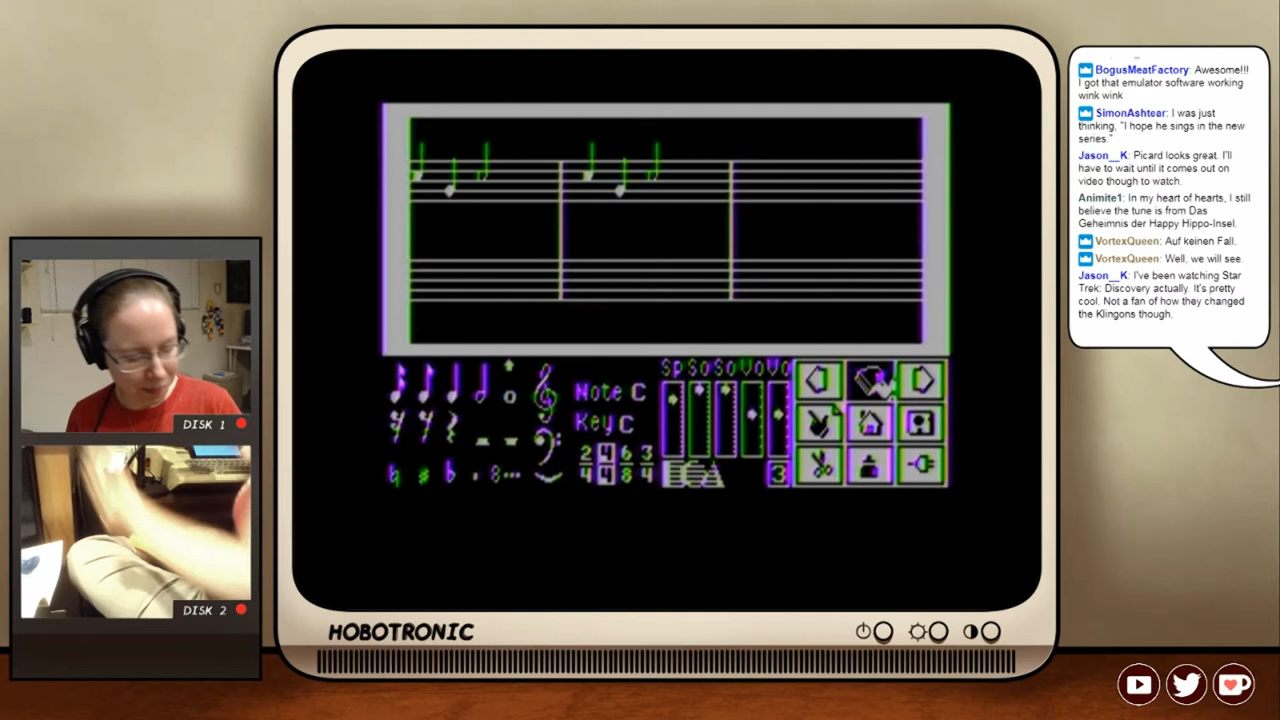 BogusMeatFactory: Awesome!!!
I got that emulator software working
wink wink
SimonAshtear: I was just
thinking, "I hope he sings in the new
series."
Jason__K: Picard looks great. I'll
have to wait until it comes out on
video though to watch.
Animite1: In my heart of hearts, I still
believe the tune is from Das
Geheimnis der Happy Hippo-Insel.
VortexQueen: Auf keinen Fall.
VortexQueen: Well, we will see.
Jason__K: I've been watching Star
Trek: Discovery actually. It's pretty
cool. Not a fan of how they changed
the Klingons though.
Sp So So Vo Vo
Note C
Key C
2 4 6 3
4 4 8 4
3
DISK 1
DISK 2
HOBOTRONIC